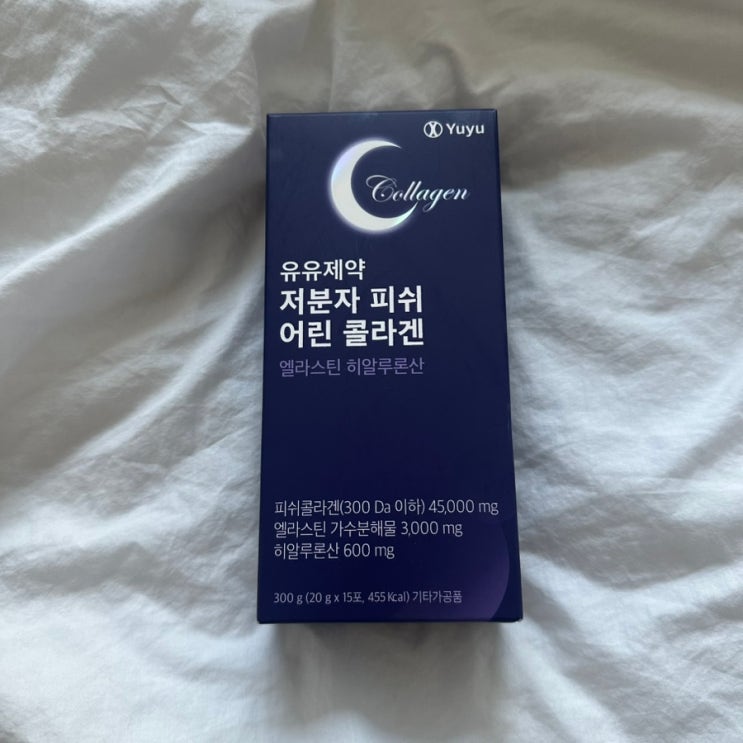 Yuyu
Collagen
유유제약
저분자 피쉬
어린 콜라겐
엘라스틴 히알루론산
피쉬콜라겐(300 Da 이하) 45,000 mg
엘라스틴 가수분해물 3,000 mg
히알루론산 600 mg
300 g (20 g x 15포, 455 Kcal) 기타가공품